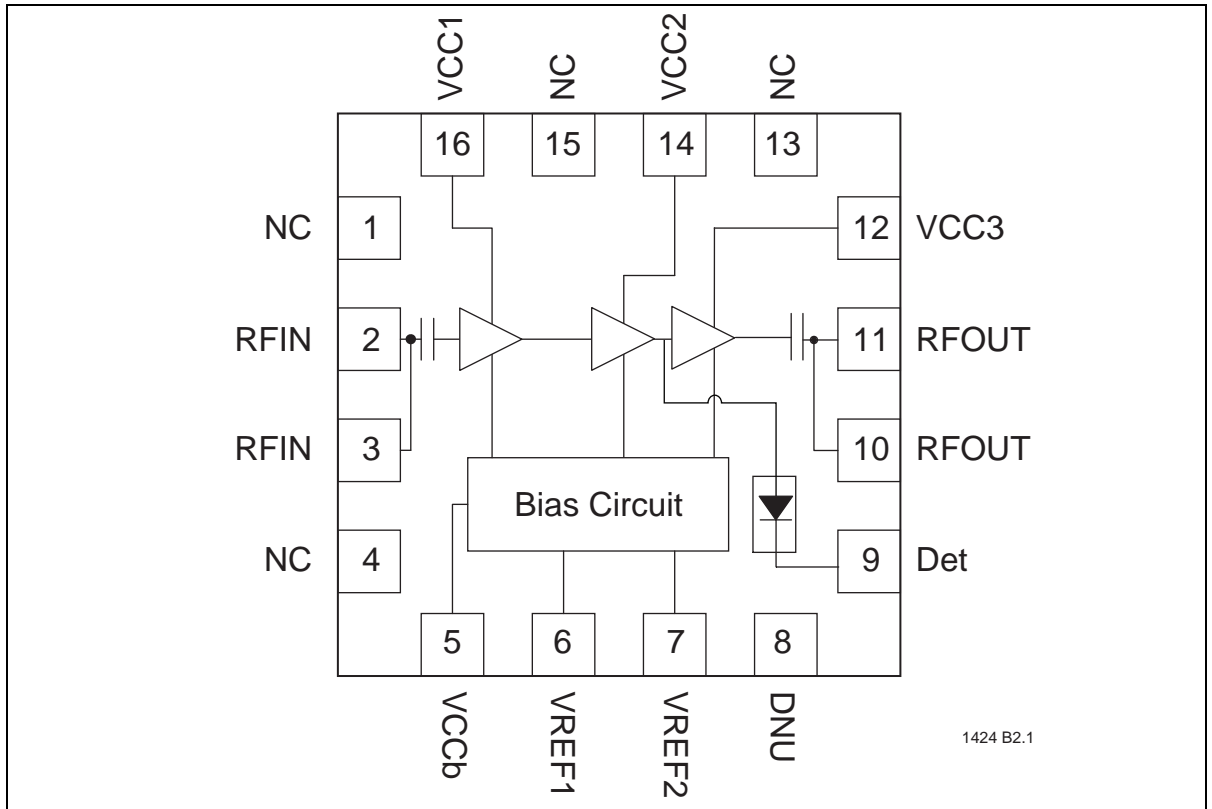 VCC1
NC
VCC2
NC
16
15
14
13
NC
1
12
VCC3
RFIN
2
11
RFOUT
RFIN
3
10
RFOUT
Bias Circuit
NC
4
9
Det
5
6
7
8
VCCb
VREF1
VREF2
DNU
1424 B2.1